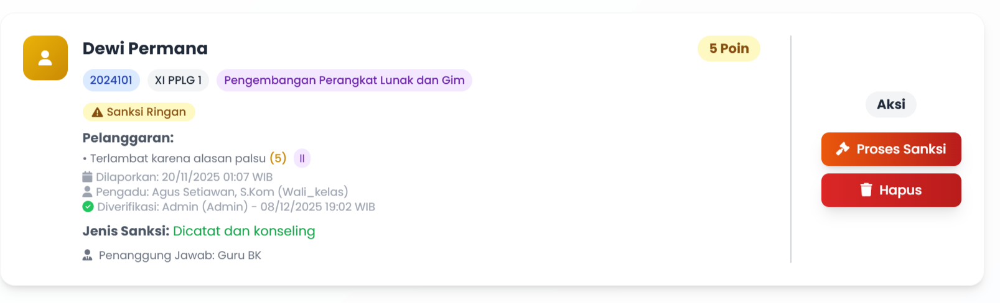 Dewi Permana
5 Poin
2024101 XI PPLG 1 Pengembangan Perangkat Lunak dan Gim
Sanksi Ringan
Pelanggaran:
• Terlambat karena alasan palsu (5) II
Dilaporkan: 20/11/2025 01:07 WIB
Pengadu: Agus Setiawan, S.Kom (Wali_kelas)
Diverifikasi: Admin (Admin) - 08/12/2025 19:02 WIB
Jenis Sanksi: Dicatat dan konseling
Penanggung Jawab: Guru BK
Aksi
Proses Sanksi
Hapus